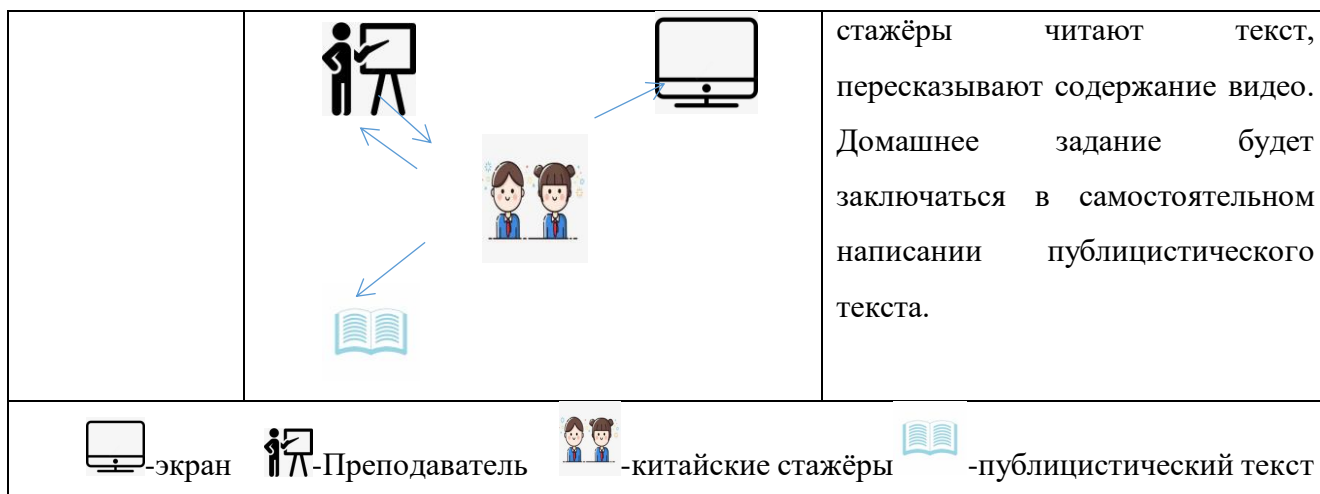 стажёры читают текст,
пересказывают содержание видео.
Домашнее задание будет
заключаться в самостоятельном
написании публицистического
текста.
-экран -Преподаватель -китайские стажёры -публицистический текст